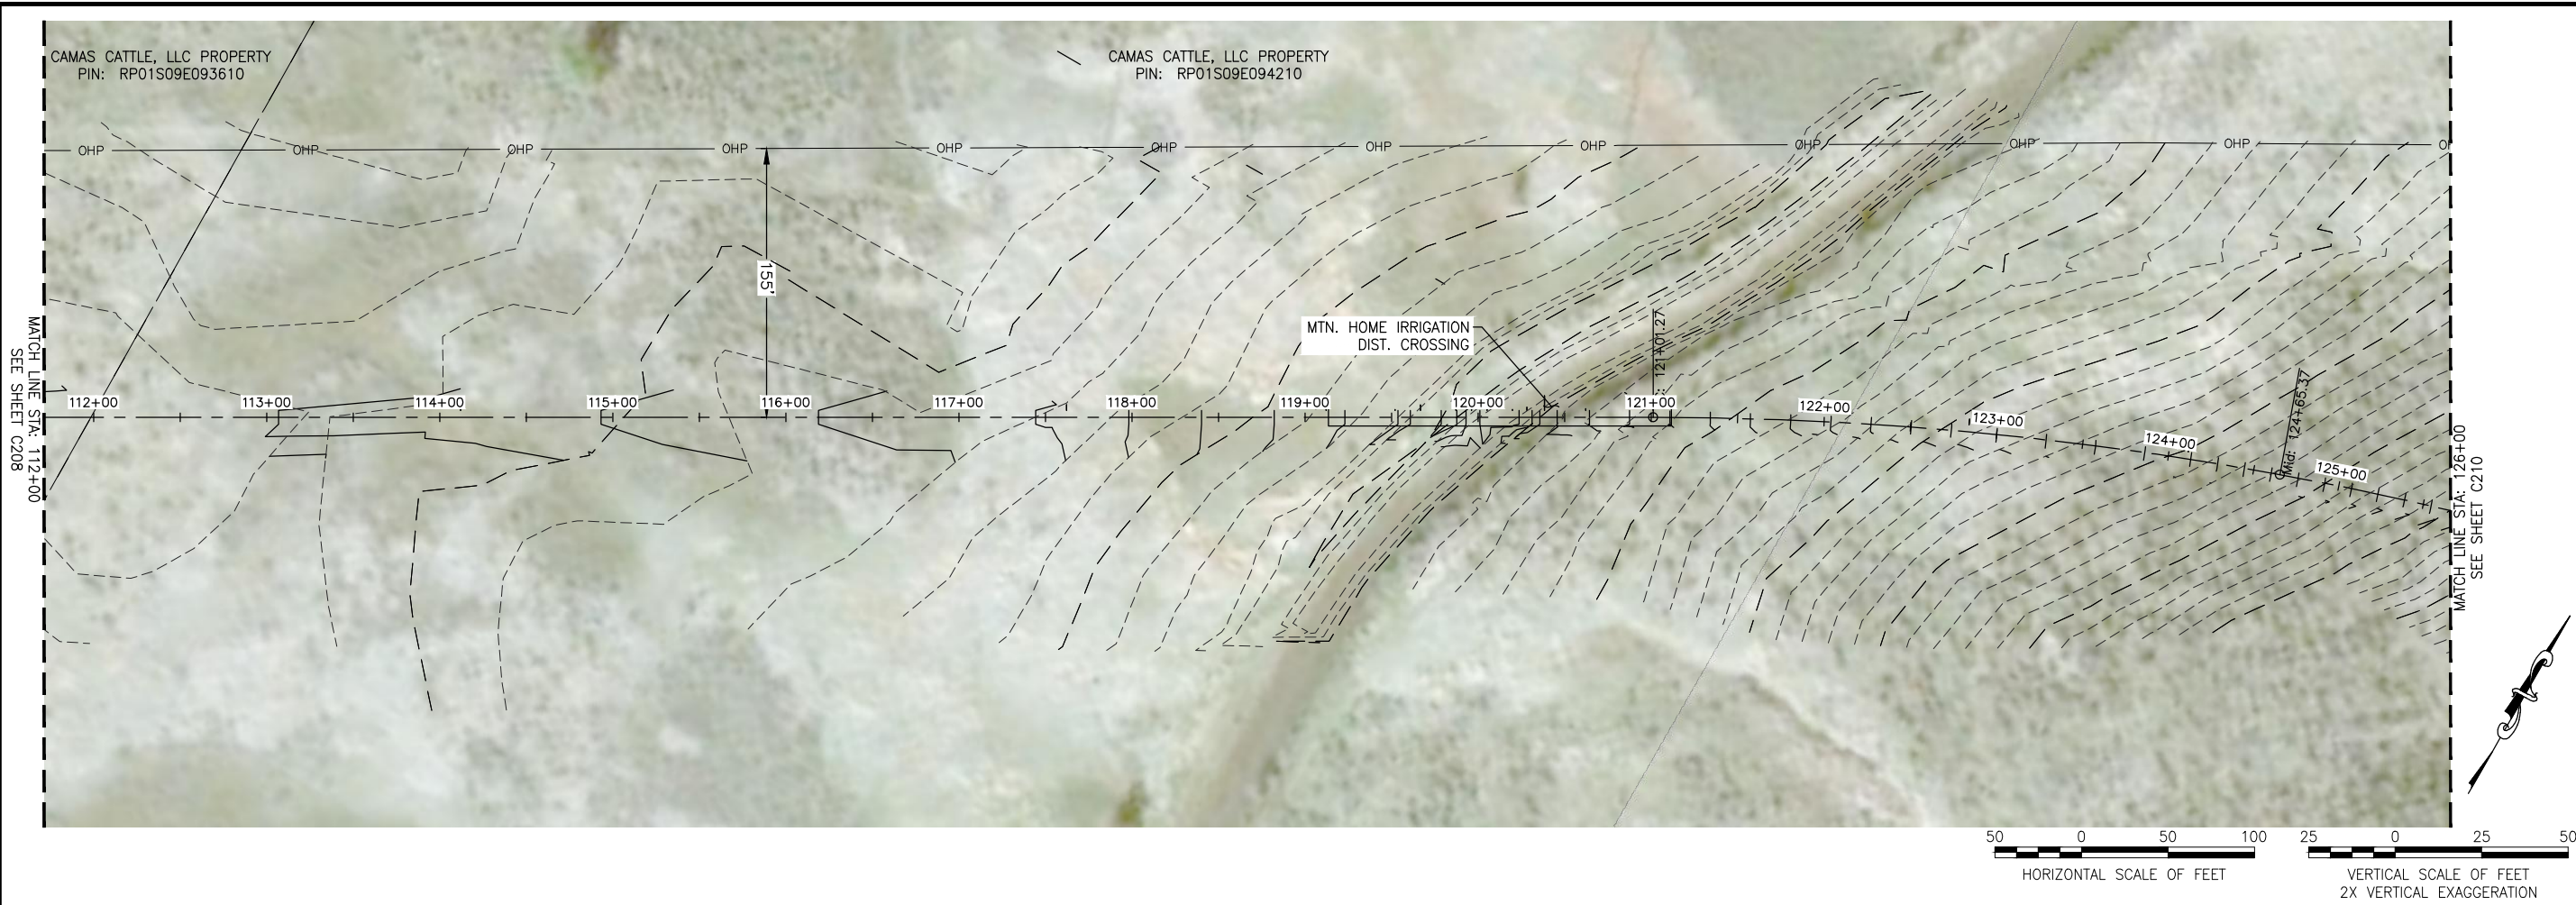 CAMAS CATTLE, LLC PROPERTY
PIN: RP01S09E093610
CAMAS CATTLE, LLC PROPERTY
PIN: RP01S09E094210
OHP OHP OHP OHP OHP OHP OHP OHP OHP OHP OHP
155'
MTN. HOME IRRIGATION
DIST. CROSSING
: 121+01.27
Mid: 124+65.37
112+00 113+00 114+00 115+00 116+00 117+00 118+00 119+00 120+00 121+00 122+00 123+00 124+00 125+00
MATCH LINE STA: 112+00
SEE SHEET C208
MATCH LINE STA: 126+00
SEE SHEET C210
50 0 50 100
HORIZONTAL SCALE OF FEET
25 0 25 50
VERTICAL SCALE OF FEET
2X VERTICAL EXAGGERATION